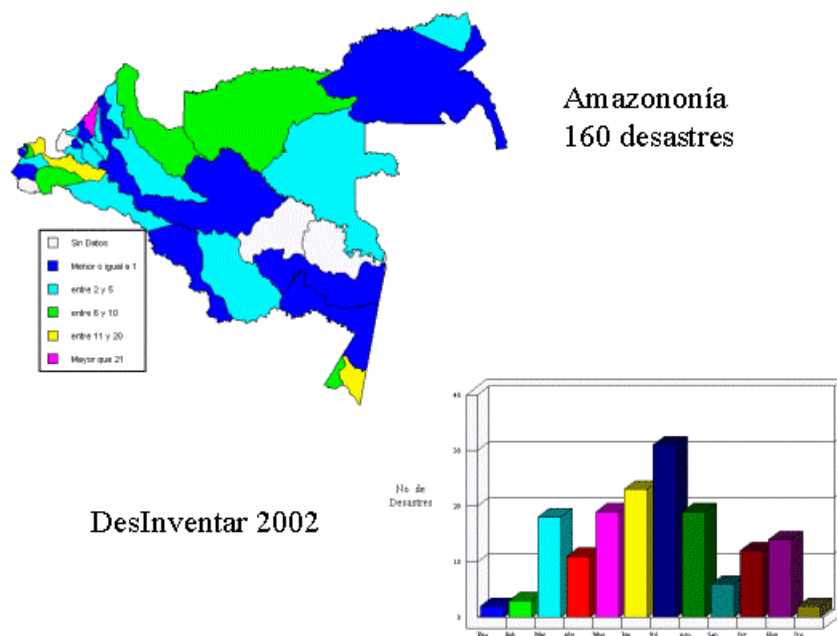 Amazononía
160 desastres
Sin Datos
Menor o igual a 1
entre 2 y 5
entre 6 y 10
entre 11 y 20
Mayor que 21
DesInventar 2002
No. de
Desastres
40
30
20
10
0